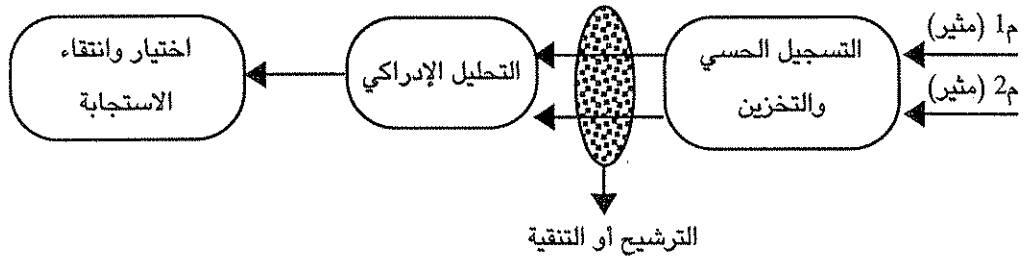 م1 (مثير)
م2 (مثير)
التسجيل الحسي
والتخزين
التحليل الإدراكي
اختيار وانتقاء
الاستجابة
الترشيح أو التنقية